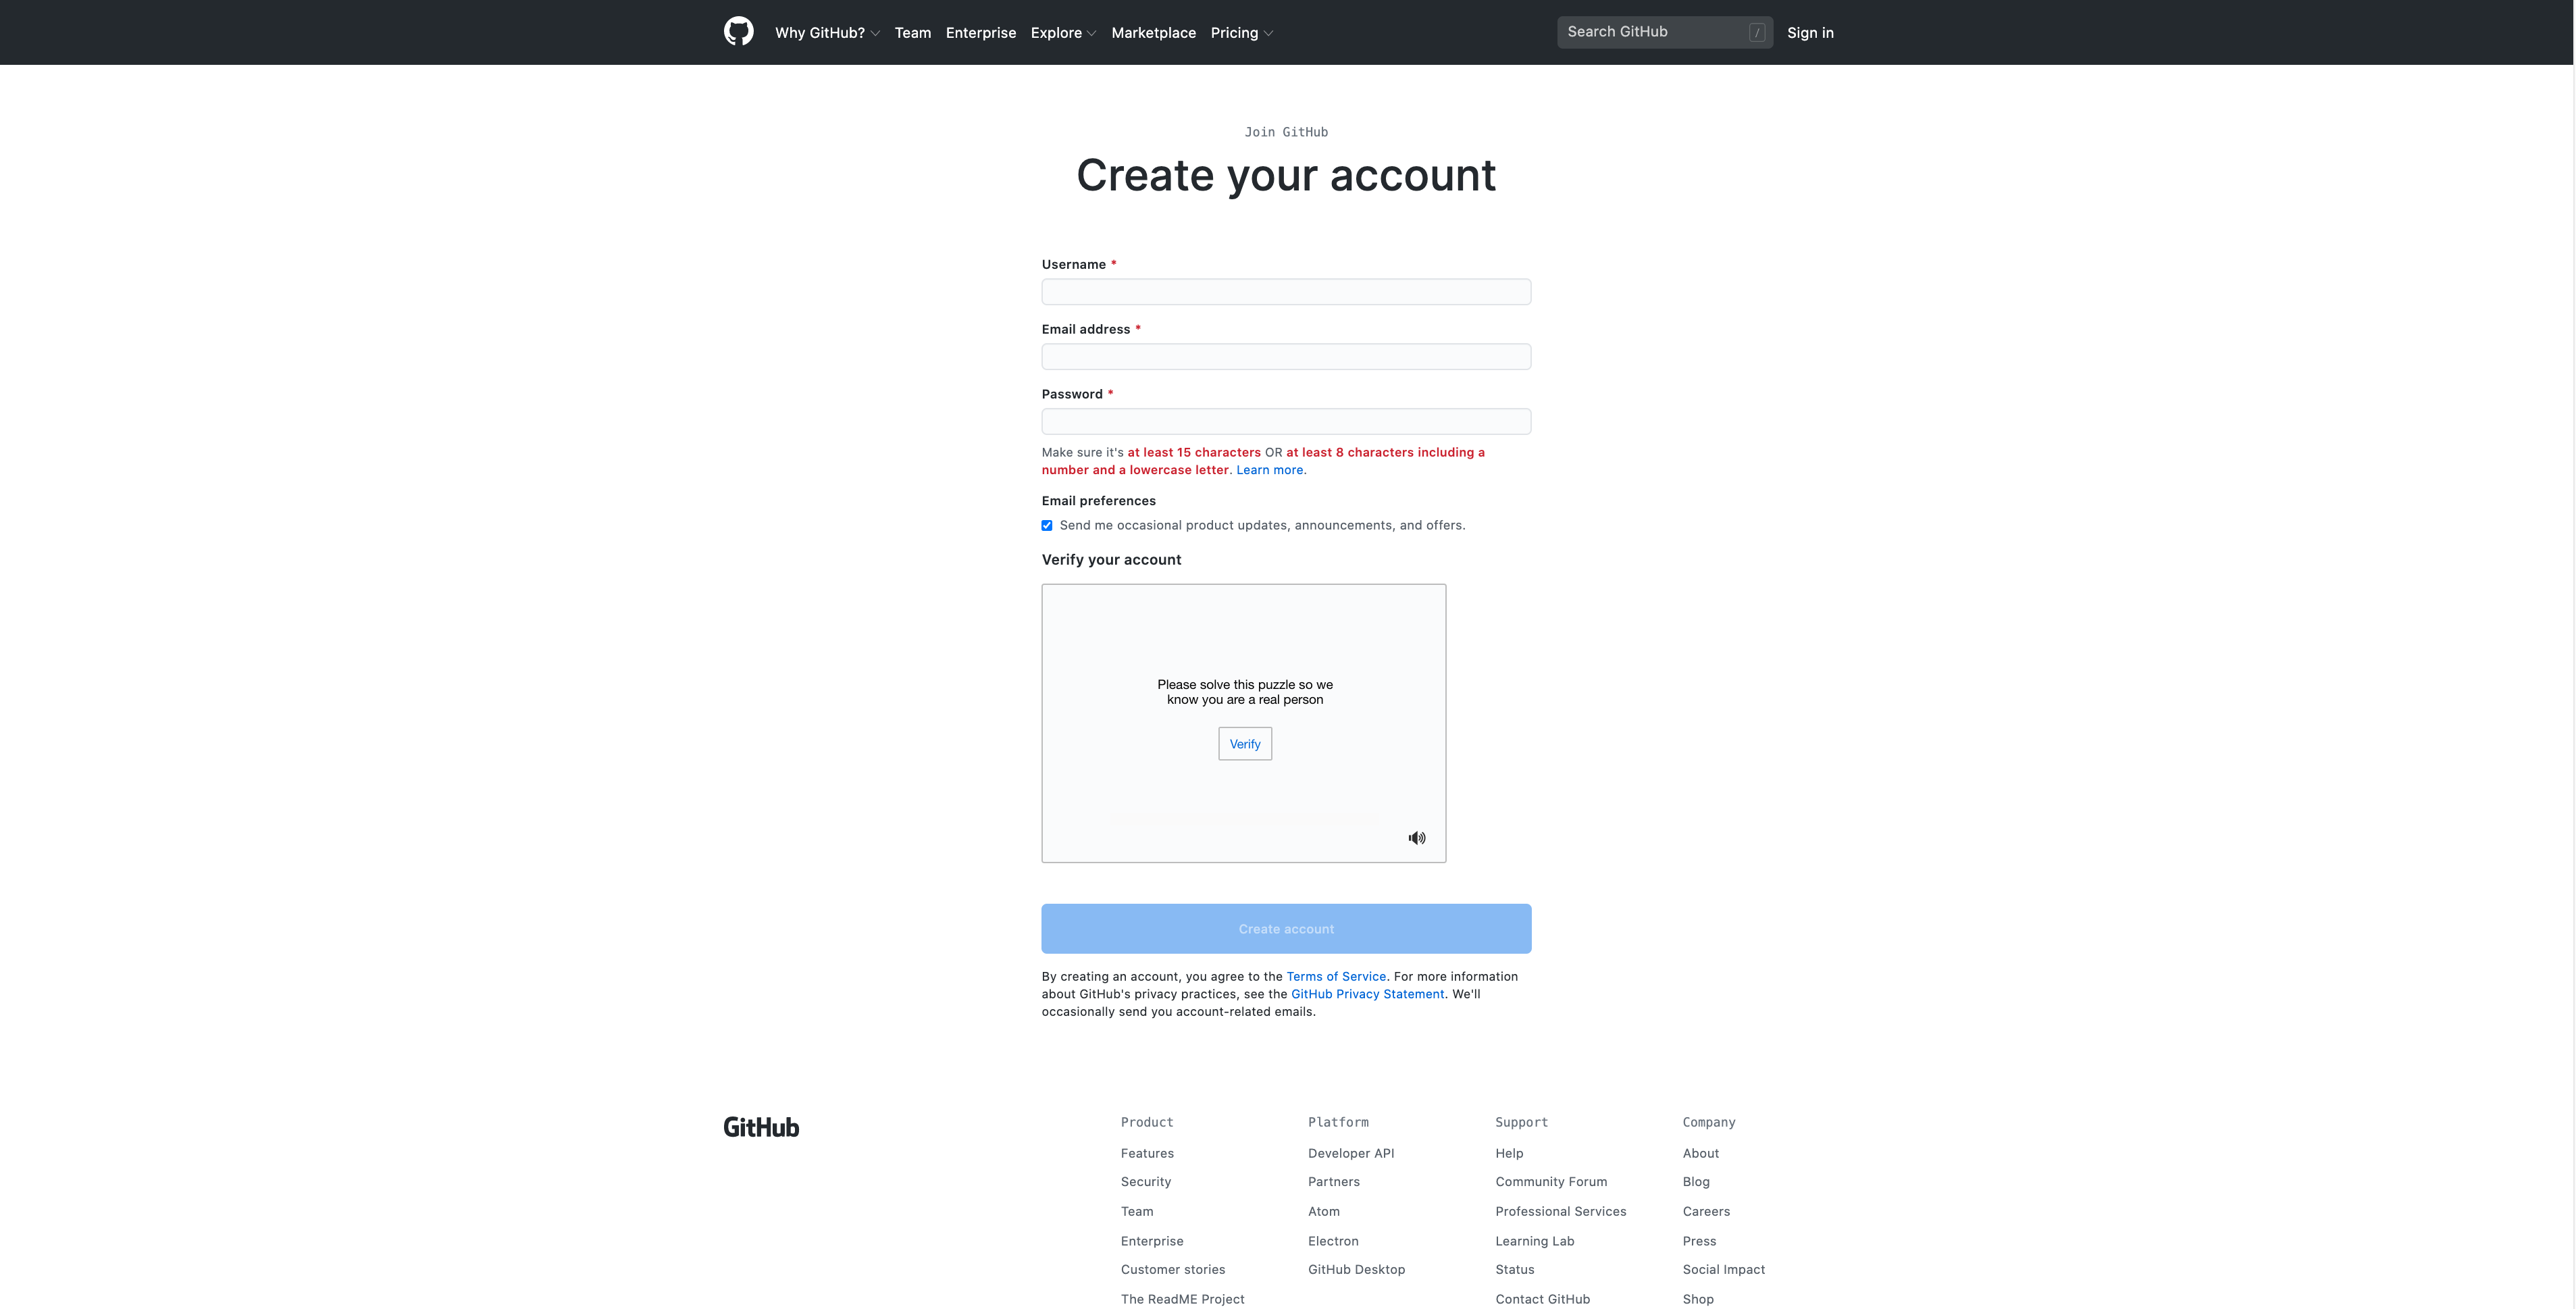 Why GitHub? Team Enterprise Explore Marketplace Pricing Search GitHub / Sign in
Join GitHub
Create your account
Username *
Email address *
Password *
Make sure it's at least 15 characters OR at least 8 characters including a
number and a lowercase letter. Learn more.
Email preferences
Send me occasional product updates, announcements, and offers.
Verify your account
Please solve this puzzle so we
know you are a real person
Verify
Create account
By creating an account, you agree to the Terms of Service. For more information
about GitHub's privacy practices, see the GitHub Privacy Statement. We'll
occasionally send you account-related emails.
GitHub
Product
Features
Security
Team
Enterprise
Customer stories
The ReadME Project
Platform
Developer API
Partners
Atom
Electron
GitHub Desktop
Support
Help
Community Forum
Professional Services
Learning Lab
Status
Contact GitHub
Company
About
Blog
Careers
Press
Social Impact
Shop